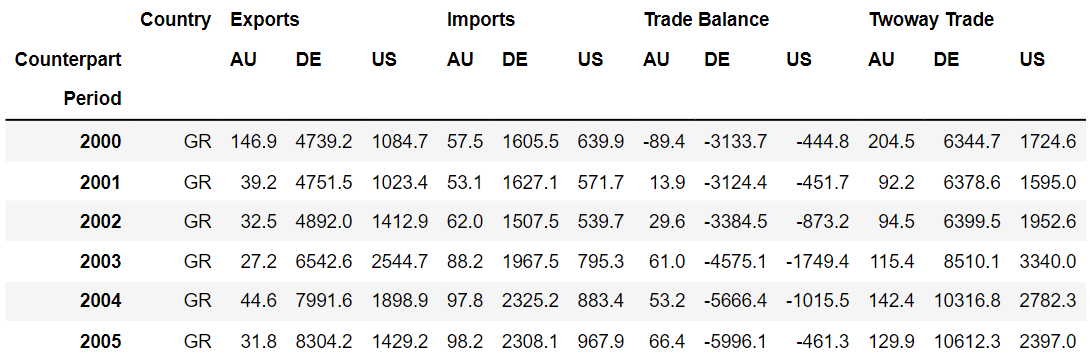 Country Exports Imports Trade Balance Twoway Trade
Counterpart AU DE US AU DE US AU DE US AU DE US
Period
2000 GR 146.9 4739.2 1084.7 57.5 1605.5 639.9 -89.4 -3133.7 -444.8 204.5 6344.7 1724.6
2001 GR 39.2 4751.5 1023.4 53.1 1627.1 571.7 13.9 -3124.4 -451.7 92.2 6378.6 1595.0
2002 GR 32.5 4892.0 1412.9 62.0 1507.5 539.7 29.6 -3384.5 -873.2 94.5 6399.5 1952.6
2003 GR 27.2 6542.6 2544.7 88.2 1967.5 795.3 61.0 -4575.1 -1749.4 115.4 8510.1 3340.0
2004 GR 44.6 7991.6 1898.9 97.8 2325.2 883.4 53.2 -5666.4 -1015.5 142.4 10316.8 2782.3
2005 GR 31.8 8304.2 1429.2 98.2 2308.1 967.9 66.4 -5996.1 -461.3 129.9 10612.3 2397.0